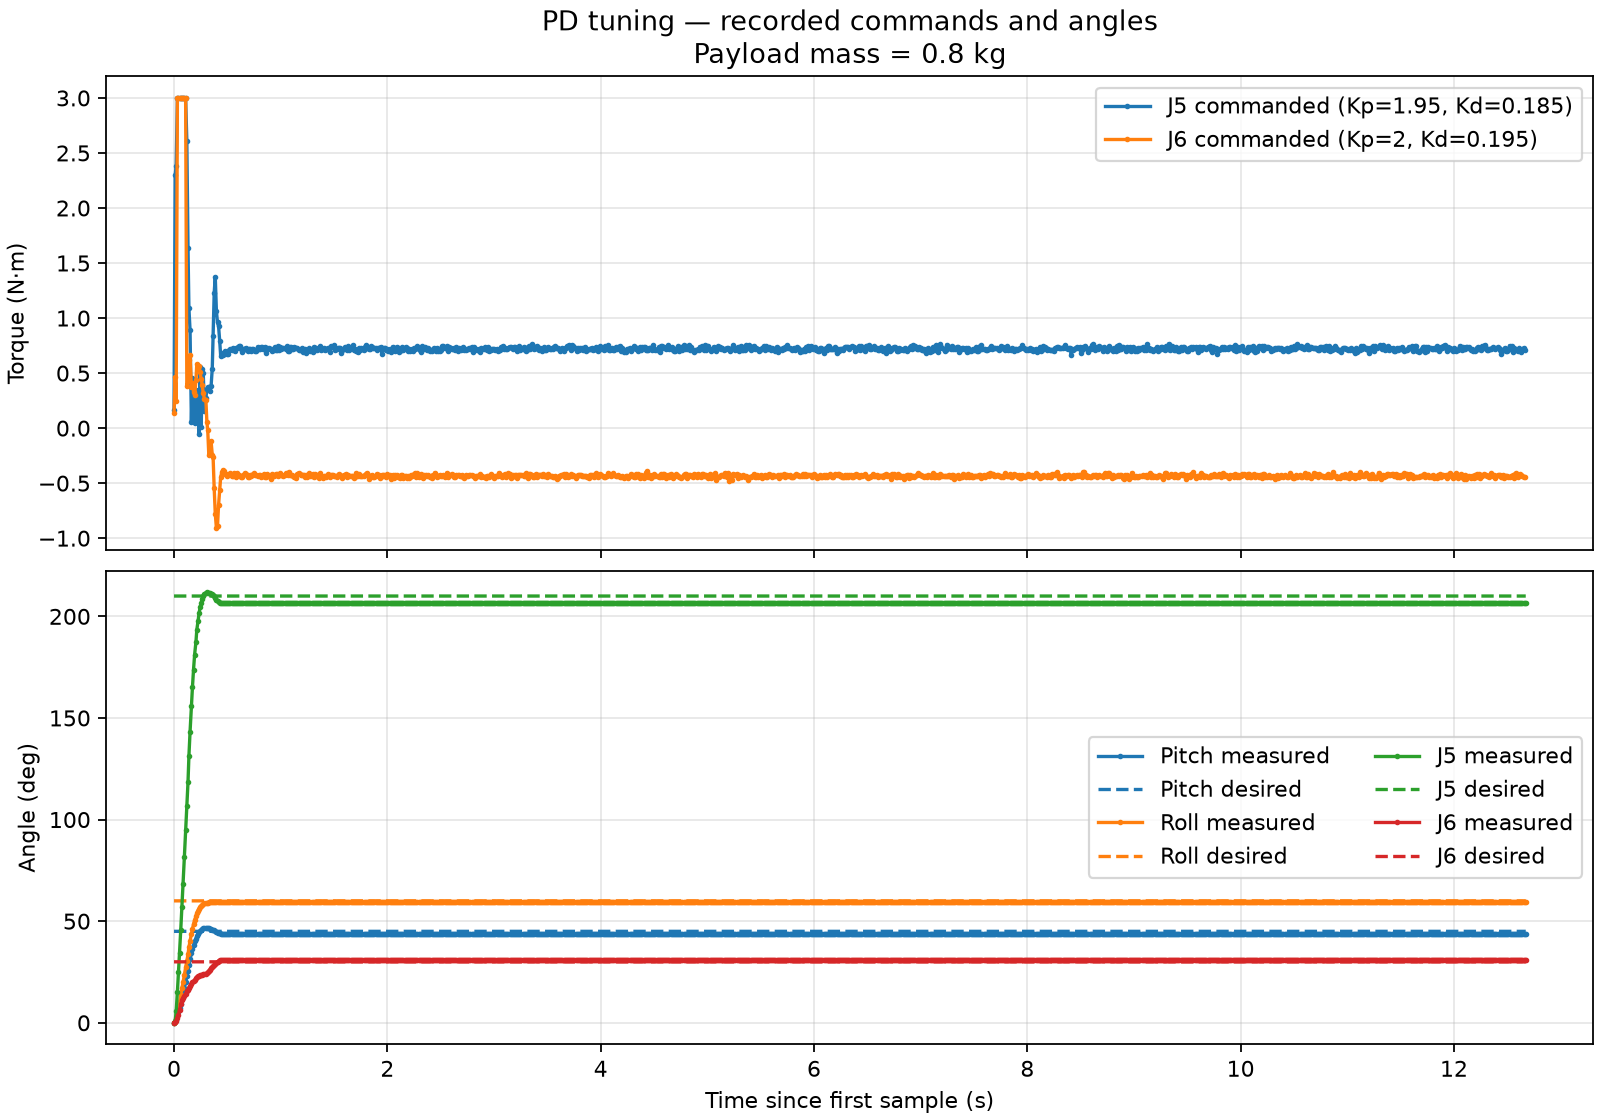 PD tuning — recorded commands and angles
Payload mass = 0.8 kg
3.0
2.5
2.0
1.5
1.0
0.5
0.0
−0.5
−1.0
Torque (N·m)
J5 commanded (Kp=1.95, Kd=0.185)
J6 commanded (Kp=2, Kd=0.195)
200
150
100
50
0
Angle (deg)
Pitch measured
Pitch desired
Roll measured
Roll desired
J5 measured
J5 desired
J6 measured
J6 desired
0 2 4 6 8 10 12
Time since first sample (s)